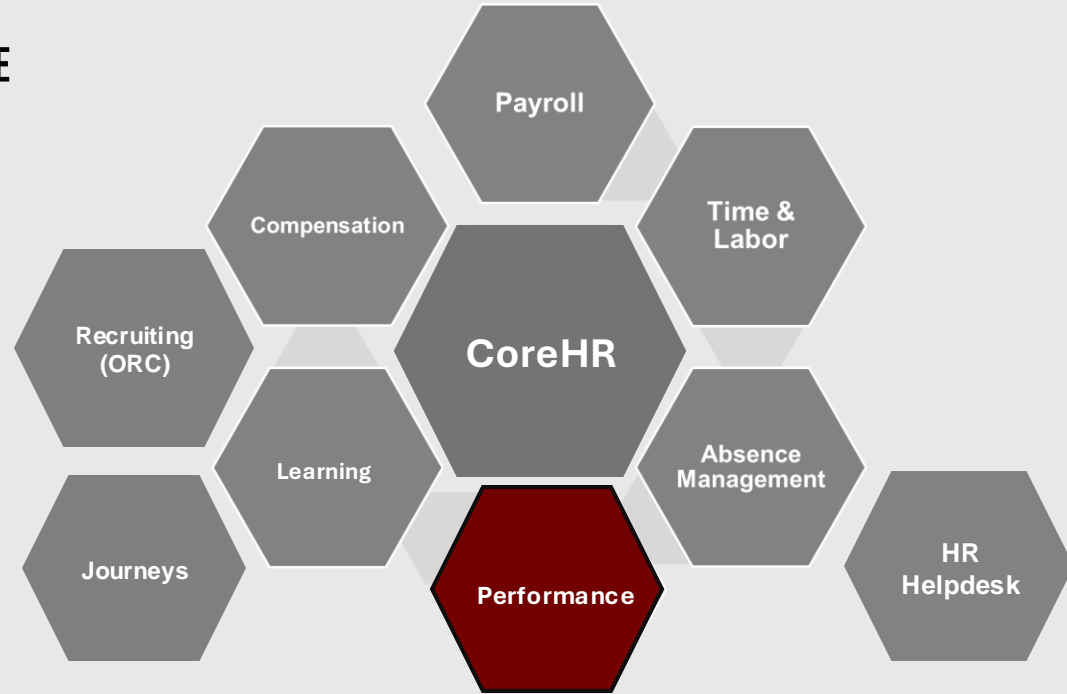 E
Payroll
Compensation
Time &
Labor
Recruiting
(ORC)
CoreHR
Learning
Absence
Management
Journeys
Performance
HR
Helpdesk